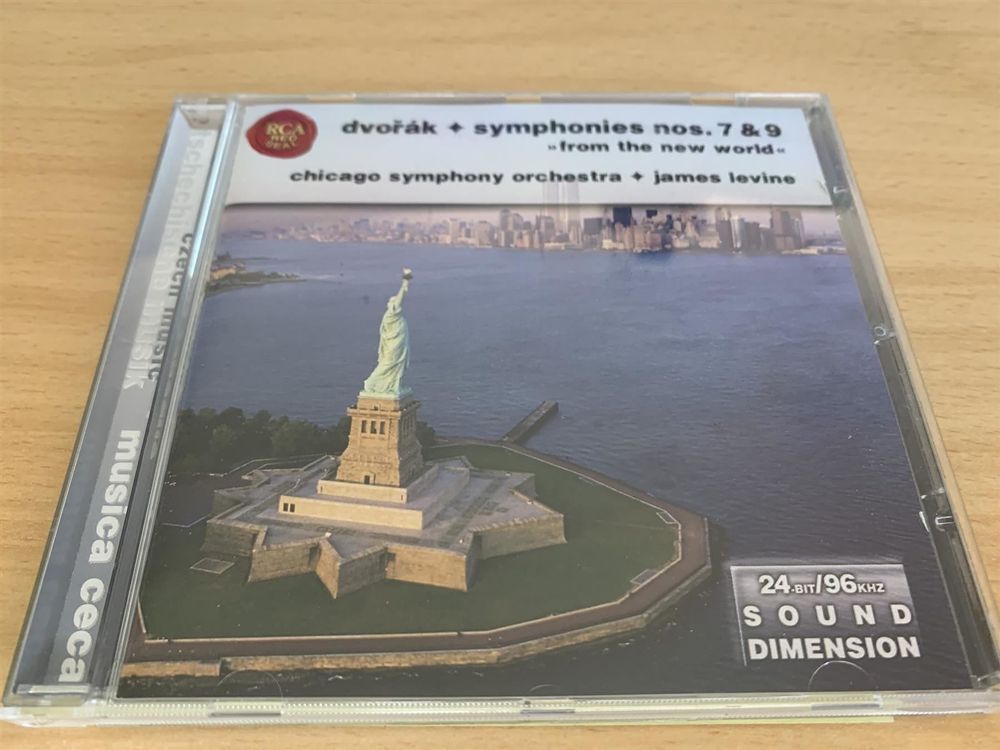 RCA
RED
SEAL
dvořák + symphonies nos. 7 & 9
»from the new world«
chicago symphony orchestra + james levine
24-BIT/96KHZ
SOUND
DIMENSION
czech music
musik
musica ceca